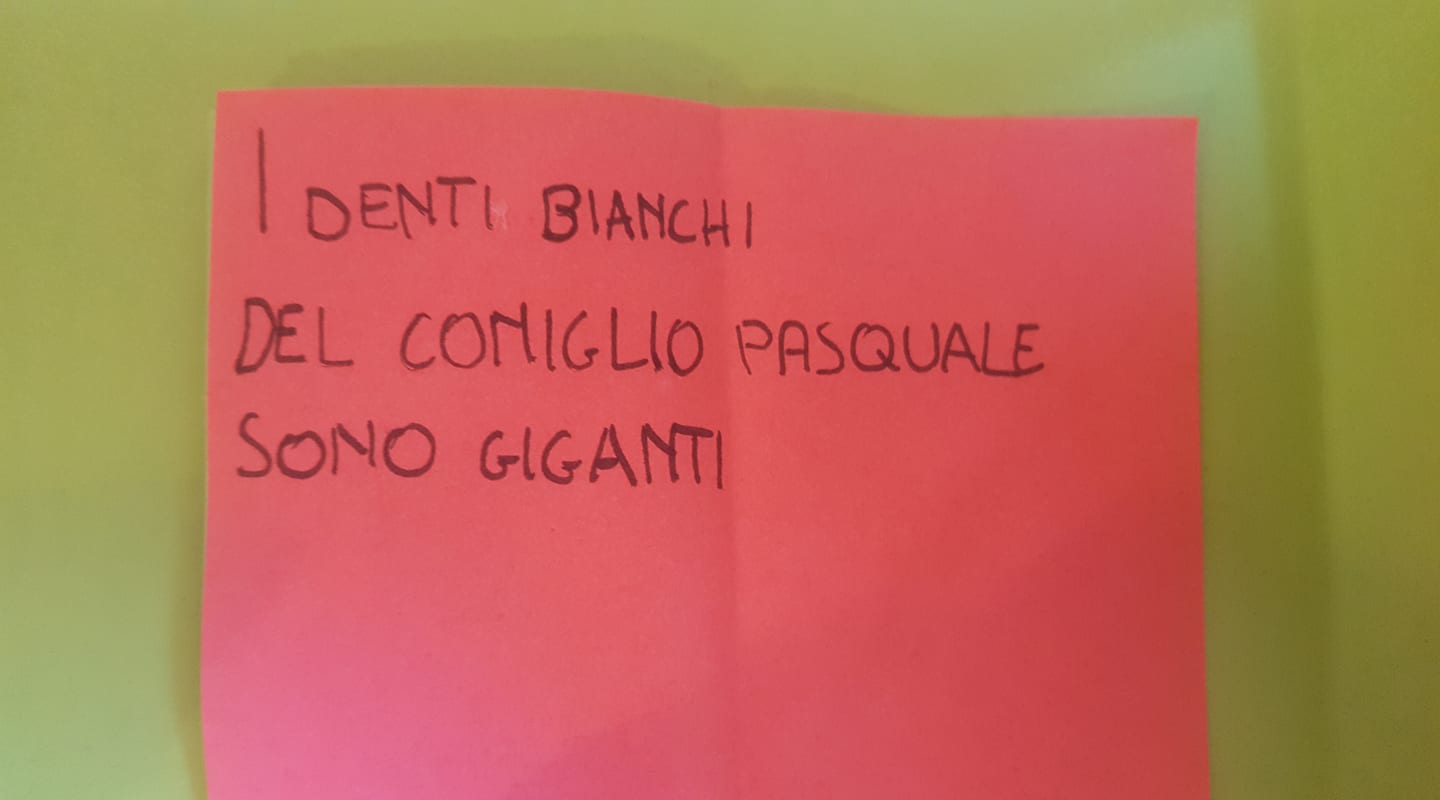 I DENTI BIANCHI
DEL CONIGLIO PASQUALE
SONO GIGANTI